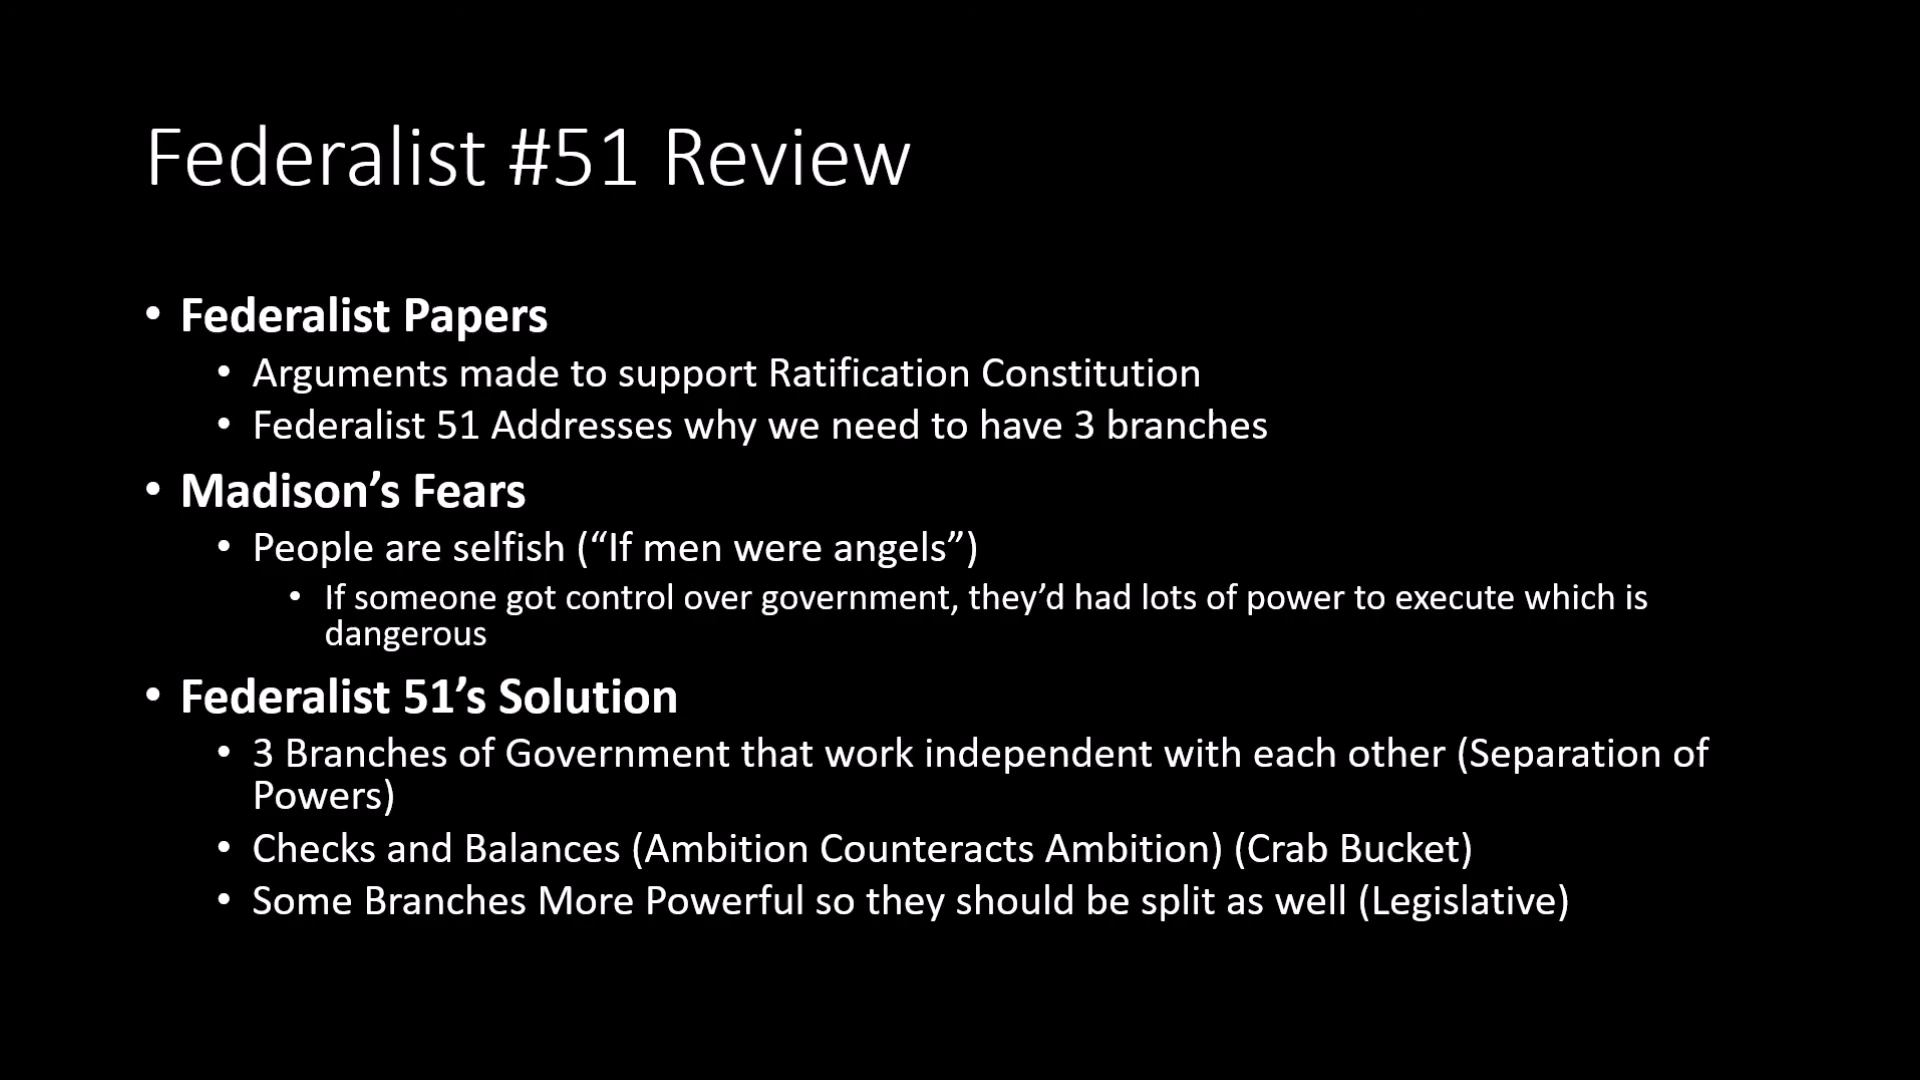 Federalist #51 Review
• Federalist Papers
• Arguments made to support Ratification Constitution
• Federalist 51 Addresses why we need to have 3 branches
• Madison’s Fears
• People are selfish (“If men were angels”)
• If someone got control over government, they’d had lots of power to execute which is
dangerous
• Federalist 51’s Solution
• 3 Branches of Government that work independent with each other (Separation of
Powers)
• Checks and Balances (Ambition Counteracts Ambition) (Crab Bucket)
• Some Branches More Powerful so they should be split as well (Legislative)